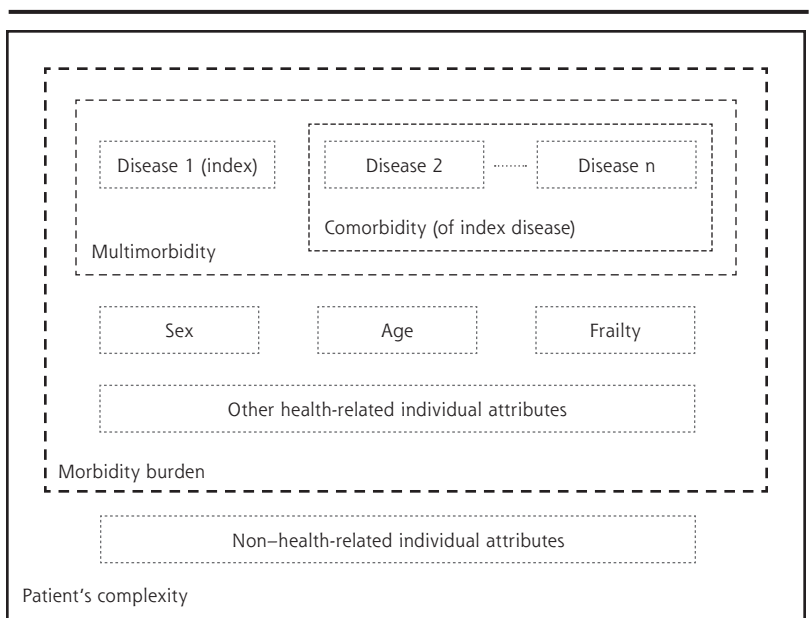 Disease 1 (index)
Disease 2
Disease n
Comorbidity (of index disease)
Multimorbidity
Sex
Age
Frailty
Other health-related individual attributes
Morbidity burden
Non–health-related individual attributes
Patient's complexity